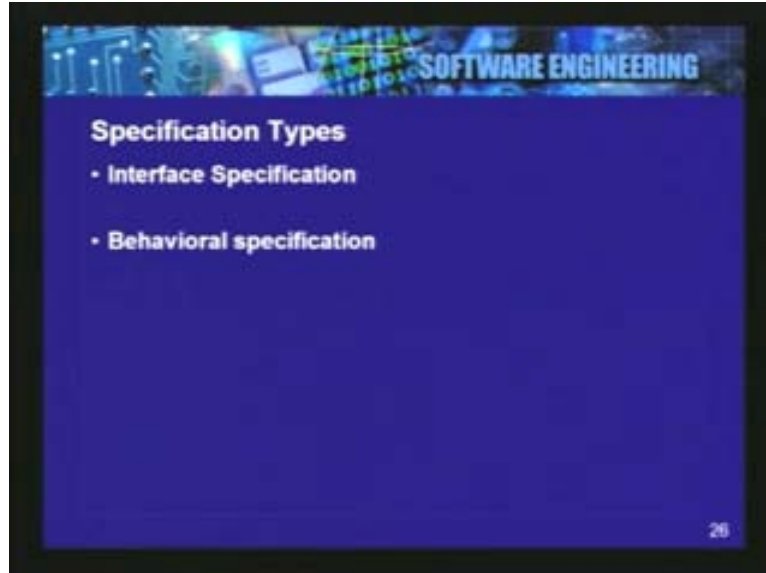 SOFTWARE ENGINEERING
Specification Types
• Interface Specification
• Behavioral specification
26